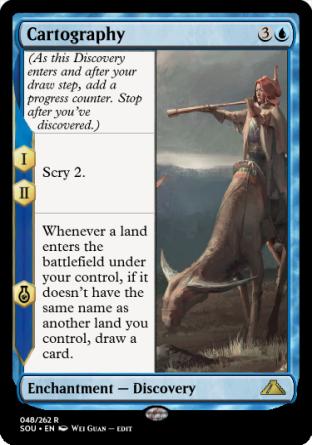 Cartography 3
(As this Discovery
enters and after your
draw step, add a
progress counter. Stop
after you've
discovered.)
I
II
Scry 2.
Whenever a land
enters the
battlefield under
your control, if it
doesn't have the
same name as
another land you
control, draw a
card.
Enchantment — Discovery
048/262 R
SOU • EN Wei Guan — edit